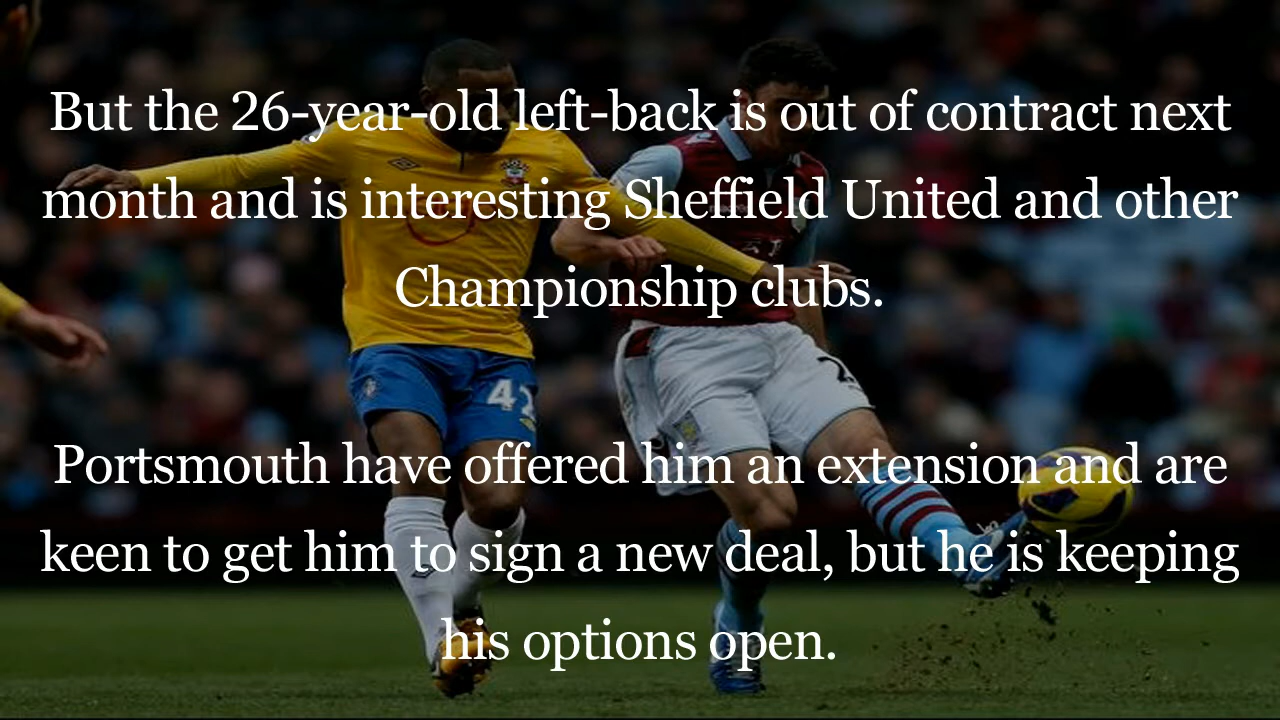 But the 26-year-old left-back is out of contract next
month and is interesting Sheffield United and other
Championship clubs.
Portsmouth have offered him an extension and are
keen to get him to sign a new deal, but he is keeping
his options open.